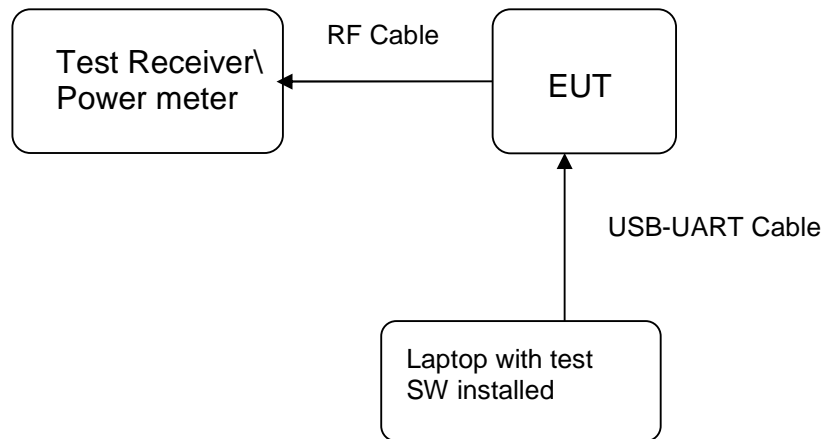 RF Cable
Test Receiver\
Power meter
EUT
USB-UART Cable
Laptop with test
SW installed